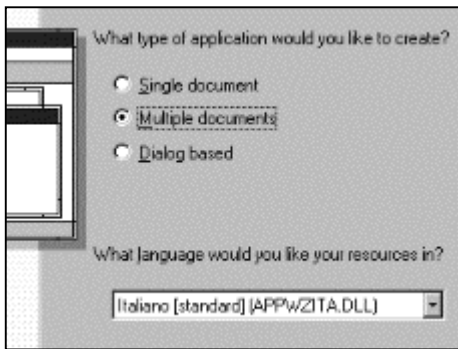 What type of application would you like to create?
Single document
Multiple documents
Dialog based
What language would you like your resources in?
Italiano [standard] (APPWZITA.DLL)